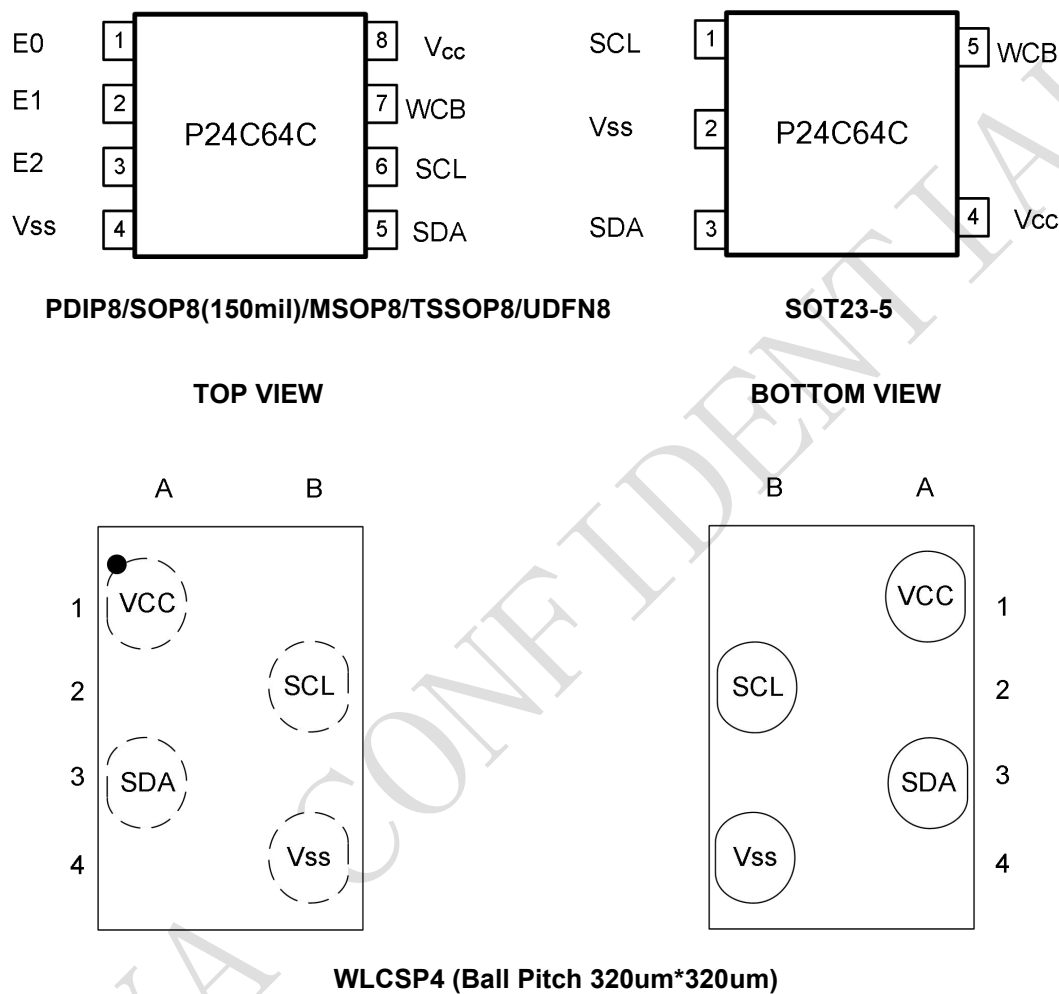 E0 1 8 Vcc
E1 2 7 WCB
P24C64C
E2 3 6 SCL
Vss 4 5 SDA
PDIP8/SOP8(150mil)/MSOP8/TSSOP8/UDFN8
SCL 1 5 WCB
Vss 2 P24C64C
SDA 3 4 Vcc
SOT23-5
TOP VIEW
A B
1 VCC
2 SCL
3 SDA
4 Vss
BOTTOM VIEW
B A
VCC 1
SCL 2
SDA 3
Vss 4
WLCSP4 (Ball Pitch 320um*320um)
CONFIDENTIAL